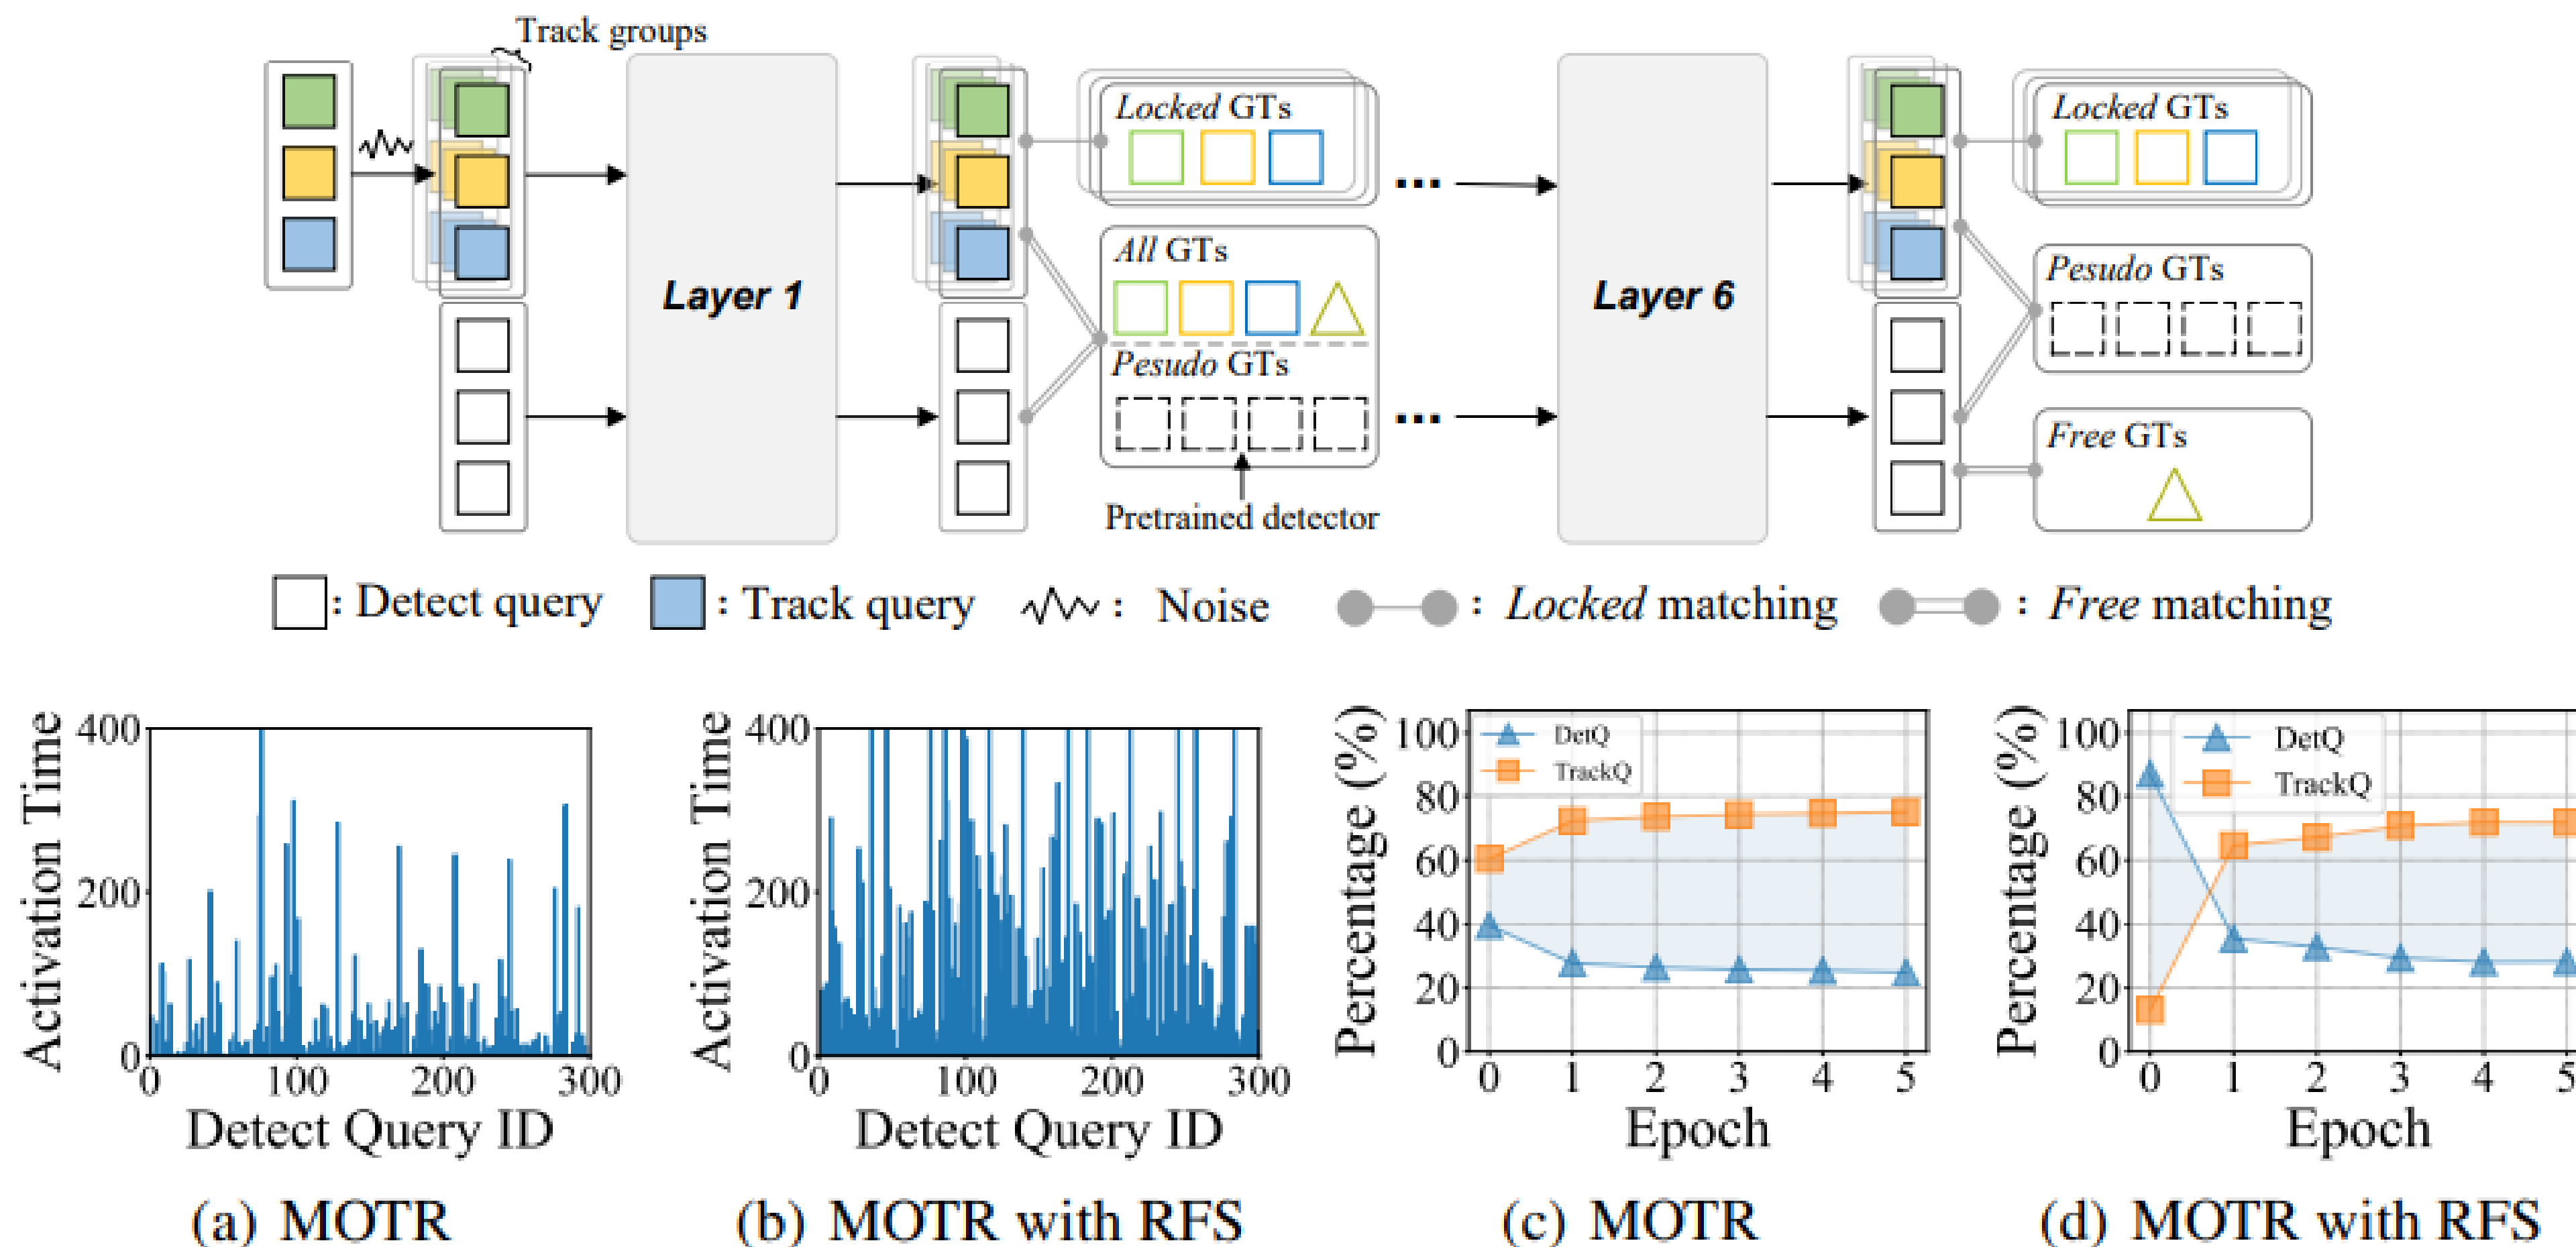 Track groups
Layer 1
Locked GTs
All GTs
Pesudo GTs
Pretrained detector
...
...
Layer 6
Locked GTs
Pesudo GTs
Free GTs
: Detect query
: Track query
: Noise
: Locked matching
: Free matching
Activation Time
400
200
0
0 100 200 300
Detect Query ID
(a) MOTR
Activation Time
400
200
0
0 100 200 300
Detect Query ID
(b) MOTR with RFS
Percentage (%)
100
80
60
40
20
0
DetQ
TrackQ
0 1 2 3 4 5
Epoch
(c) MOTR
Percentage (%)
100
80
60
40
20
0
DetQ
TrackQ
0 1 2 3 4 5
Epoch
(d) MOTR with RFS